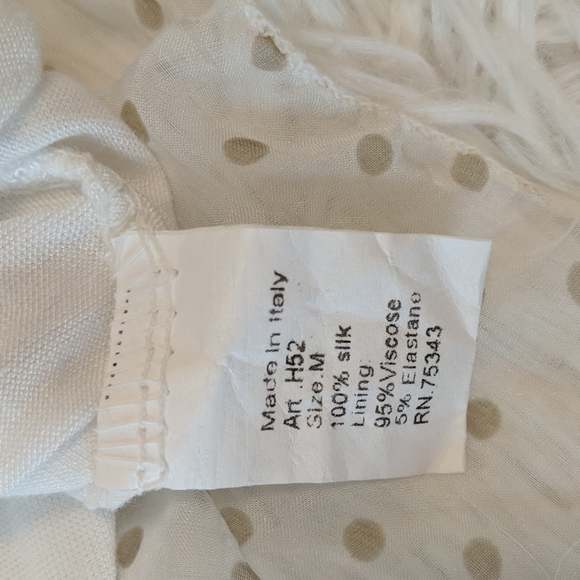 Made In Italy
Art .H52
Size.M
100% silk
Lining:
95%Viscose
5% Elastane
RN.75343